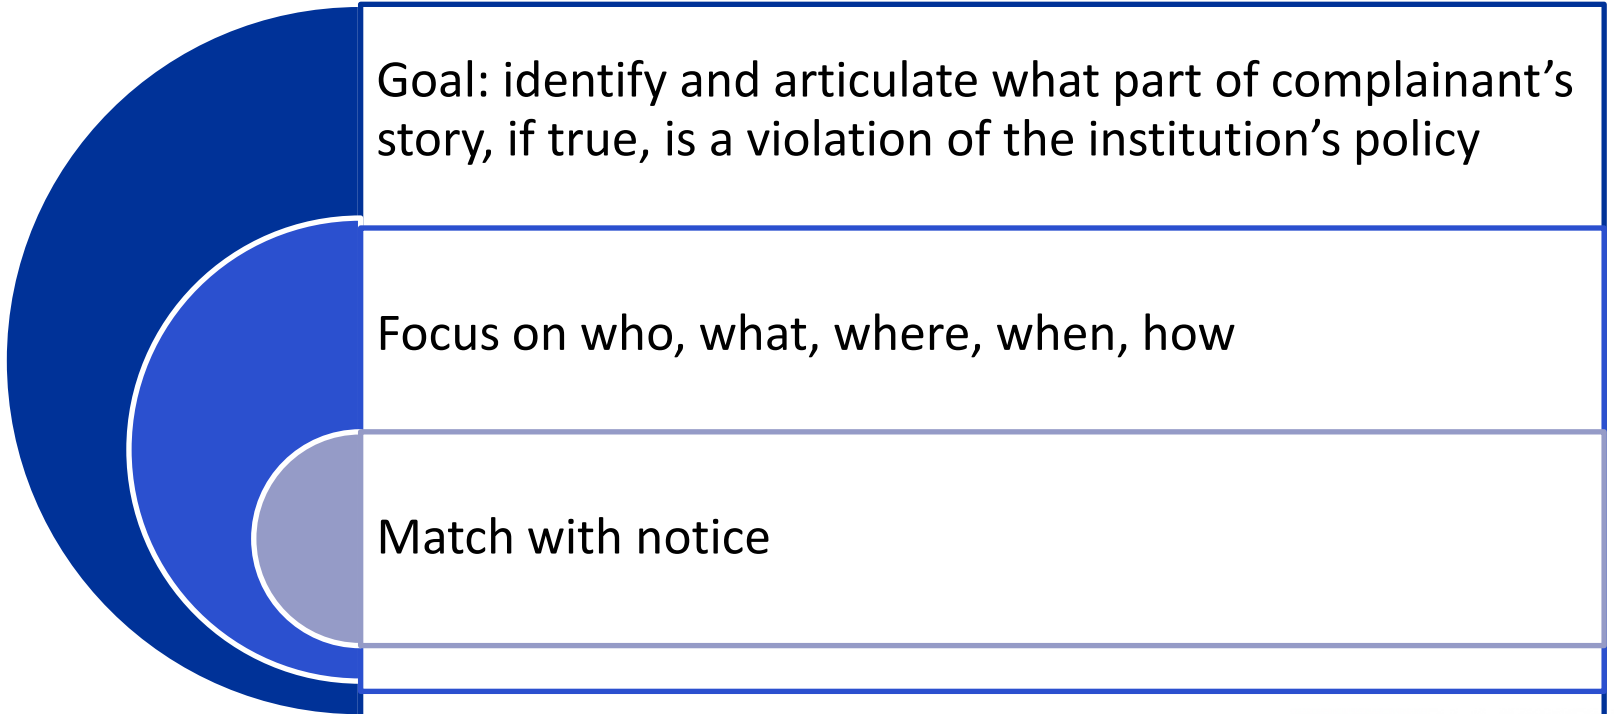 Goal: identify and articulate what part of complainant’s
story, if true, is a violation of the institution’s policy
Focus on who, what, where, when, how
Match with notice